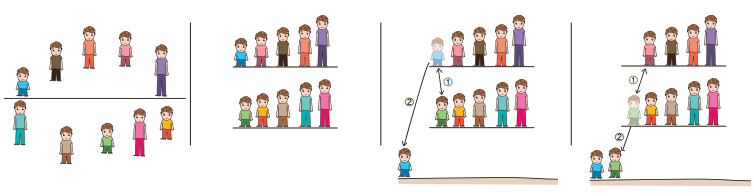 ①
②
①
②